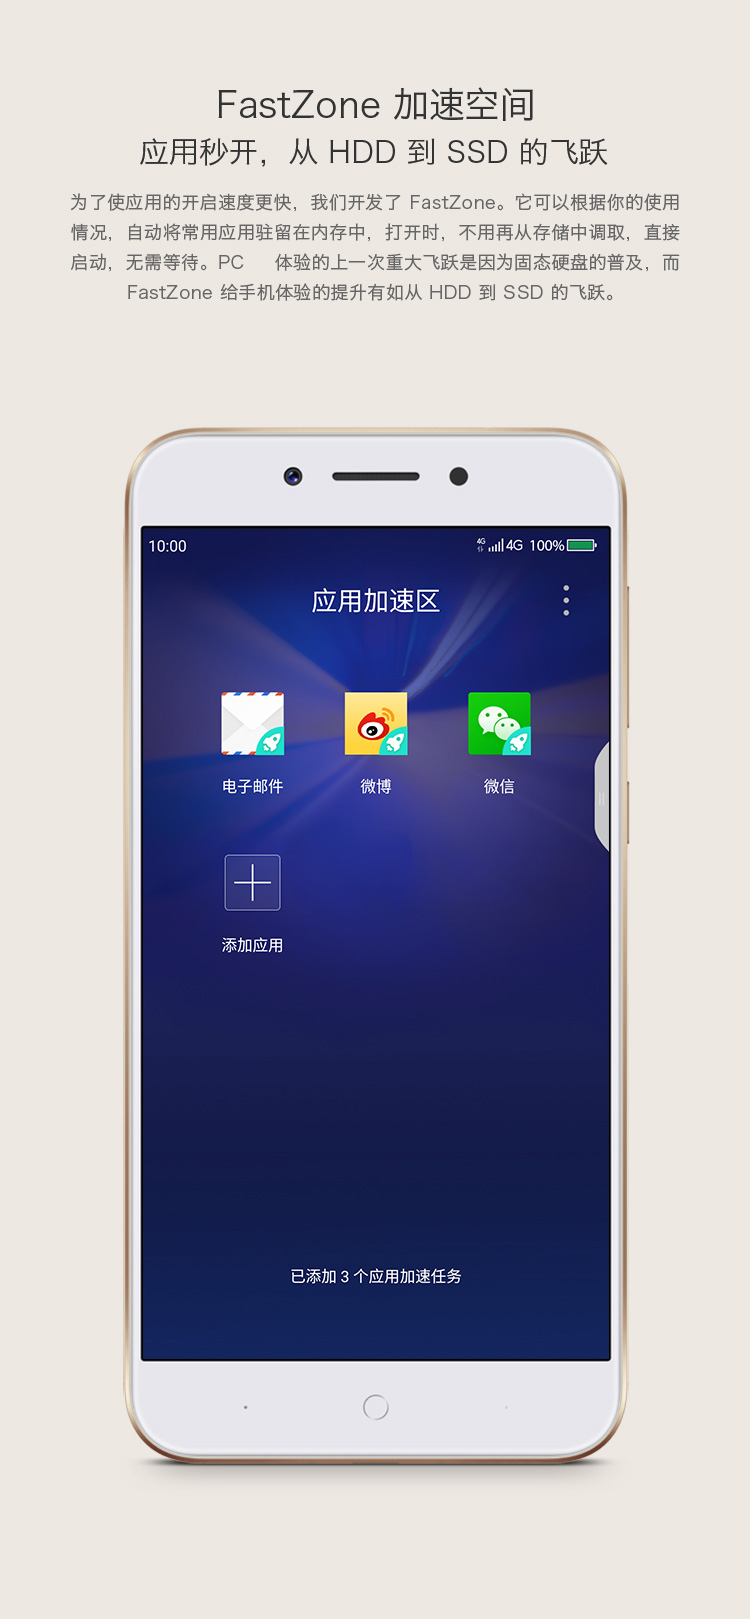 FastZone 加速空间
应用秒开，从 HDD 到 SSD 的飞跃
为了使应用的开启速度更快，我们开发了 FastZone。它可以根据你的使用
情况，自动将常用应用驻留在内存中，打开时，不用再从存储中调取，直接
启动，无需等待。PC 体验的上一次重大飞跃是因为固态硬盘的普及，而
FastZone 给手机体验的提升有如从 HDD 到 SSD 的飞跃。
10:00 4G 4G 100%
应用加速区
电子邮件 微博 微信
添加应用
已添加 3 个应用加速任务